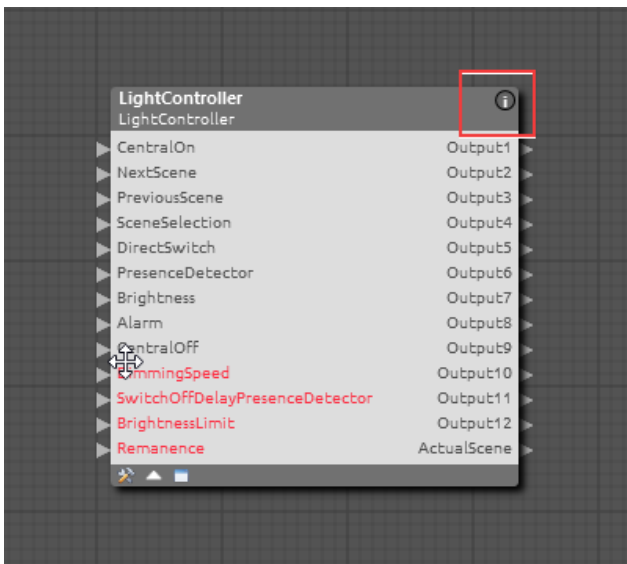 LightController
LightController
CentralOn Output1
NextScene Output2
PreviousScene Output3
SceneSelection Output4
DirectSwitch Output5
PresenceDetector Output6
Brightness Output7
Alarm Output8
CentralOff Output9
DimmingSpeed Output10
SwitchOffDelayPresenceDetector Output11
BrightnessLimit Output12
Remanence ActualScene